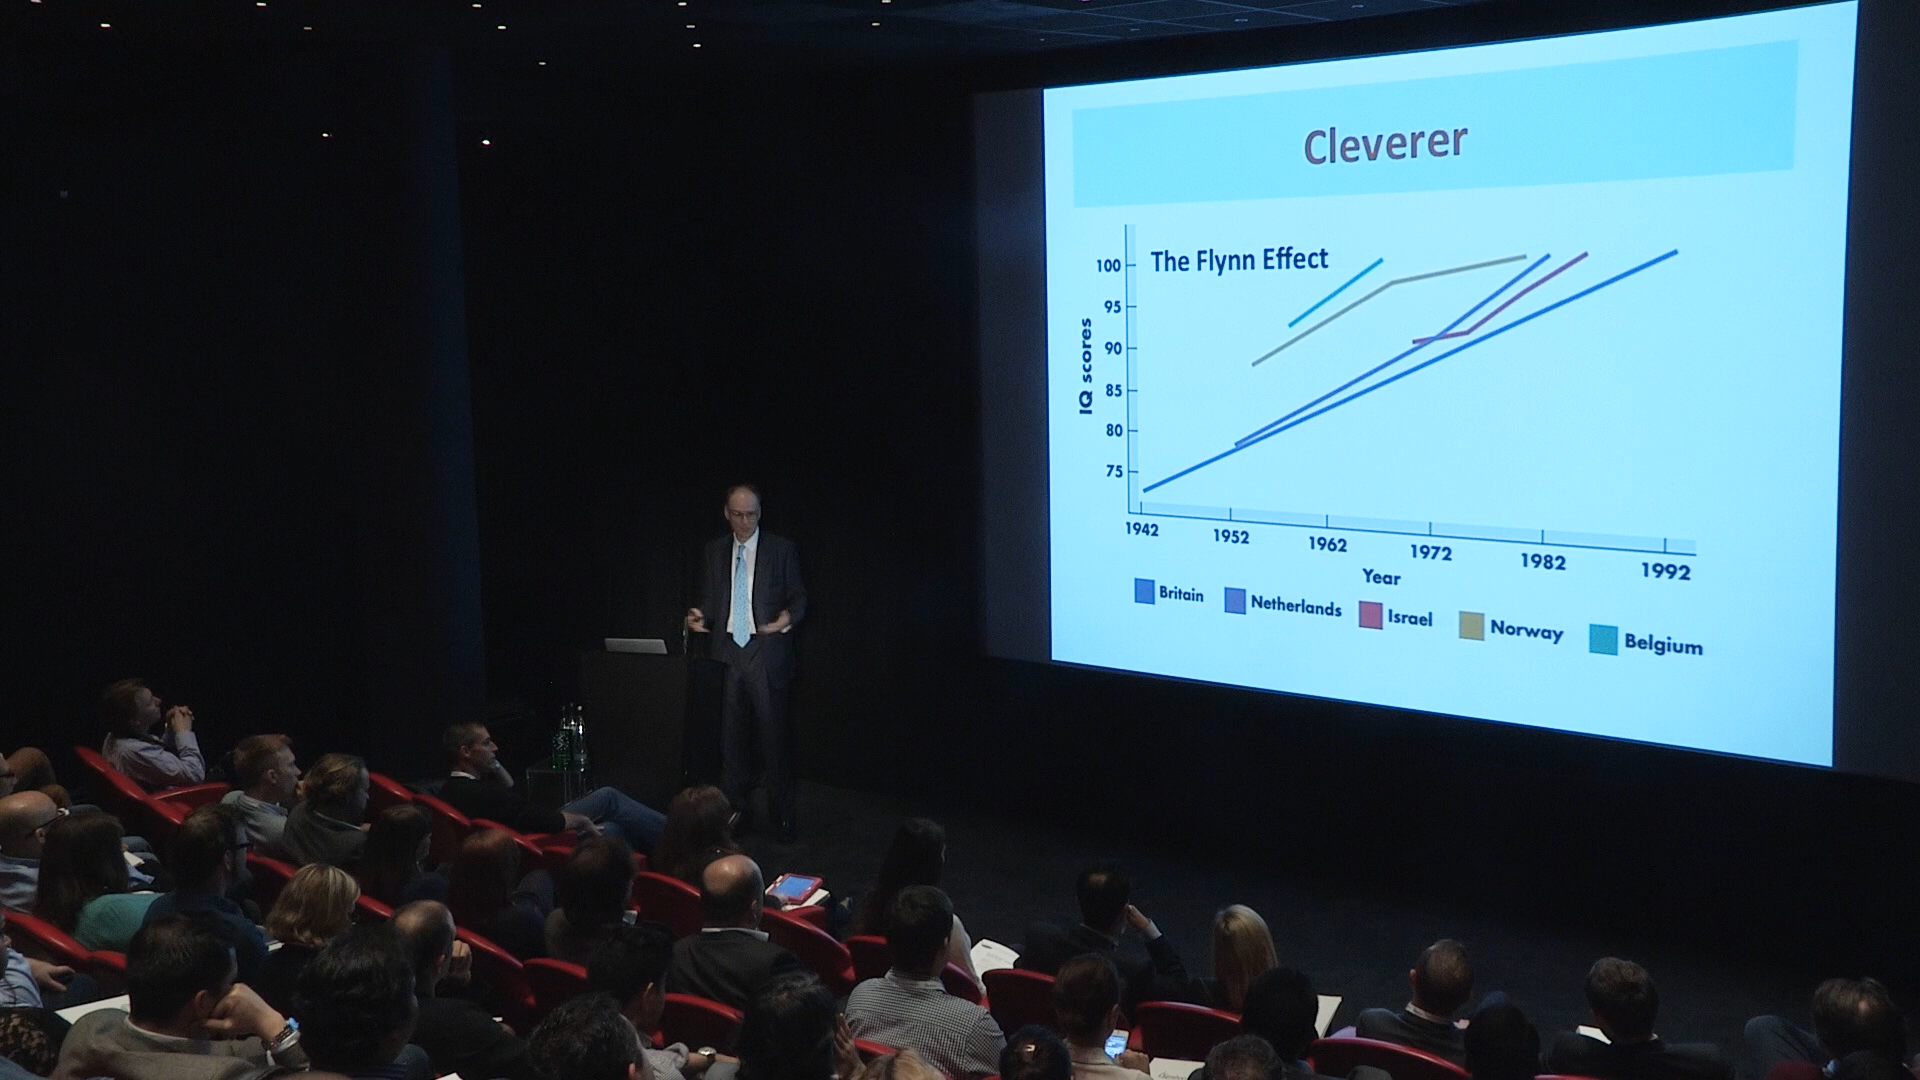 Cleverer
The Flynn Effect
100
95
90
85
80
75
IQ scores
1942 1952 1962 1972 1982 1992
Year
Britain Netherlands Israel Norway Belgium